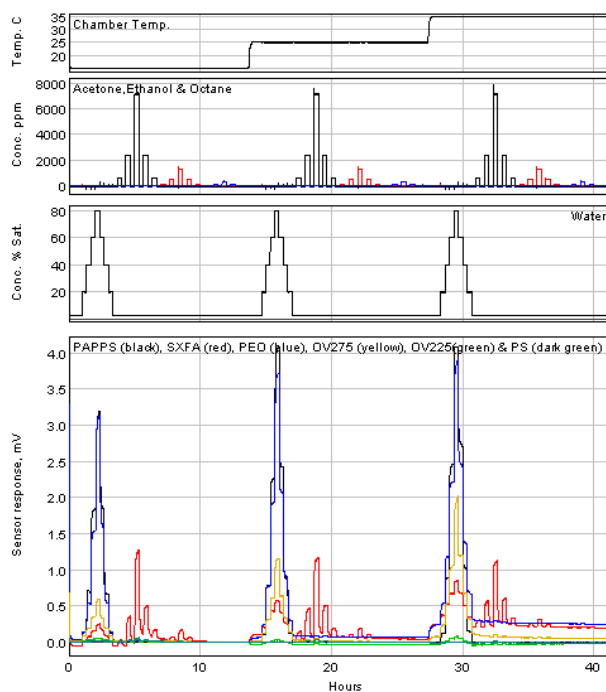 35
30
25
20
Temp. C
Chamber Temp.
8000
6000
4000
2000
0
Conc. ppm
Acetone,Ethanol & Octane
80
60
40
20
Conc. % Sat.
Water
PAPPS (black), SXFA (red), PEO (blue), OV275 (yellow), OV225(green) & PS (dark green)
4.0
3.5
3.0
2.5
2.0
1.5
1.0
0.5
0.0
Sensor response, mV
0 10 20 30 40
Hours